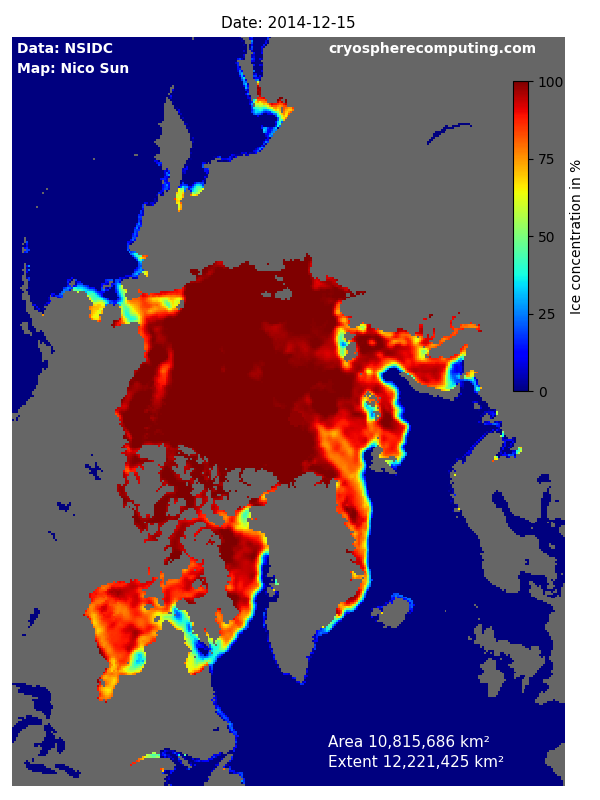 Date: 2014-12-15
Data: NSIDC
Map: Nico Sun
cryospherecomputing.com
100
75
50
25
0
Ice concentration in %
Area 10,815,686 km²
Extent 12,221,425 km²